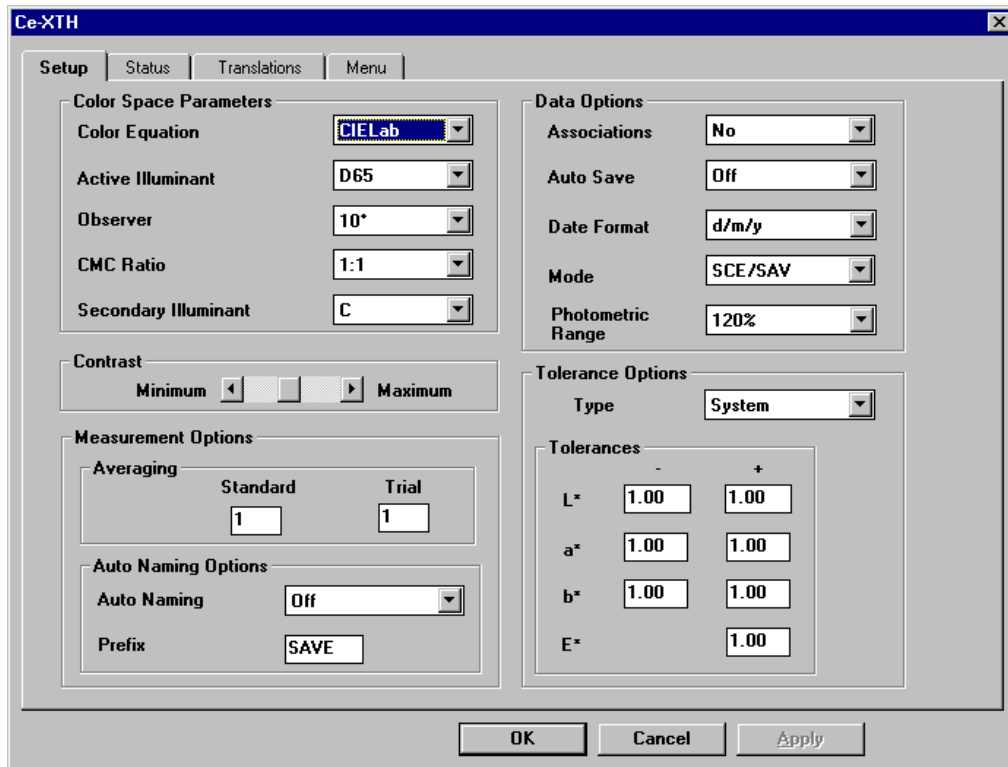 Ce-XTH
Setup Status Translations Menu
Color Space Parameters
Color Equation CIELab
Active Illuminant D65
Observer 10*
CMC Ratio 1:1
Secondary Illuminant C
Contrast
Minimum Maximum
Measurement Options
Averaging
Standard Trial
1 1
Auto Naming Options
Auto Naming Off
Prefix SAVE
Data Options
Associations No
Auto Save Off
Date Format d/m/y
Mode SCE/SAV
Photometric
Range 120%
Tolerance Options
Type System
Tolerances
- +
L* 1.00 1.00
a* 1.00 1.00
b* 1.00 1.00
E* 1.00
OK Cancel Apply